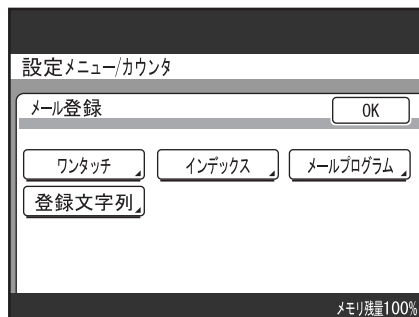 設定メニュー/カウンタ
メール登録
OK
ワンタッチ インデックス メールプログラム
登録文字列
メモリ残量100%